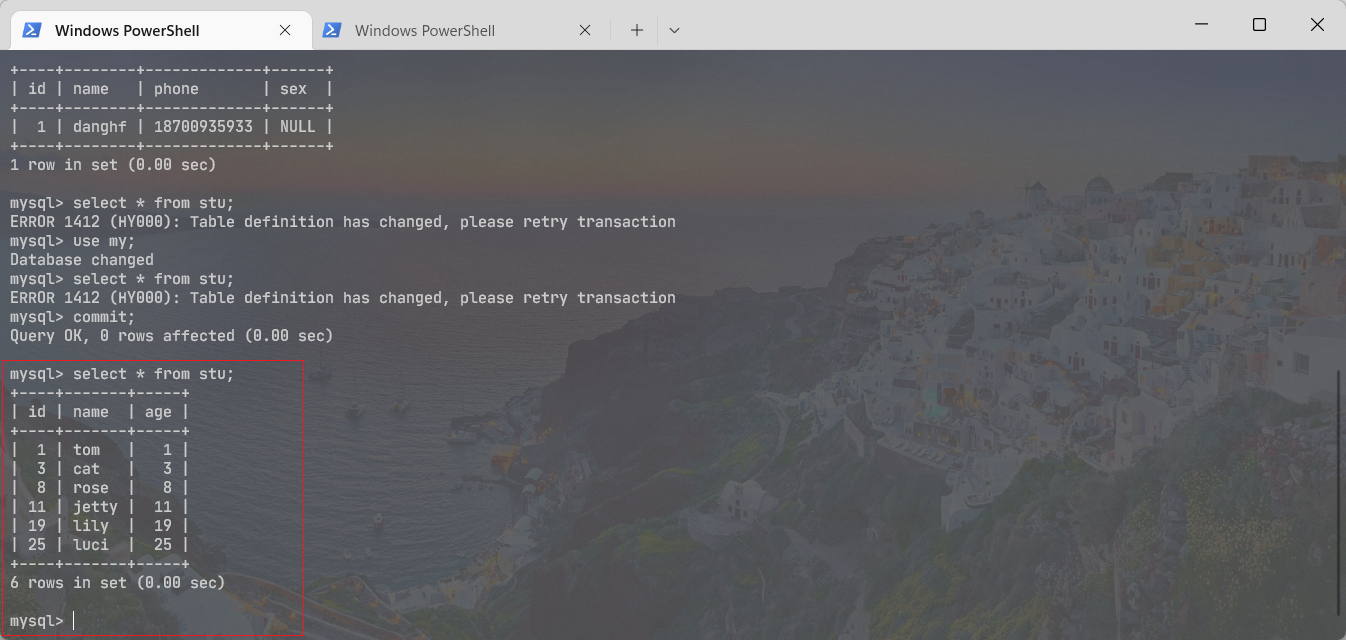 Windows PowerShell
Windows PowerShell
+----+--------+-------------+------+
| id | name   | phone       | sex  |
+----+--------+-------------+------+
|  1 | danghf | 18700935933 | NULL |
+----+--------+-------------+------+
1 row in set (0.00 sec)
mysql> select * from stu;
ERROR 1412 (HY000): Table definition has changed, please retry transaction
mysql> use my;
Database changed
mysql> select * from stu;
ERROR 1412 (HY000): Table definition has changed, please retry transaction
mysql> commit;
Query OK, 0 rows affected (0.00 sec)
mysql> select * from stu;
+----+-------+-----+
| id | name  | age |
+----+-------+-----+
|  1 | tom   |   1 |
|  3 | cat   |   3 |
|  8 | rose  |   8 |
| 11 | jetty |  11 |
| 19 | lily  |  19 |
| 25 | luci  |  25 |
+----+-------+-----+
6 rows in set (0.00 sec)
mysql>